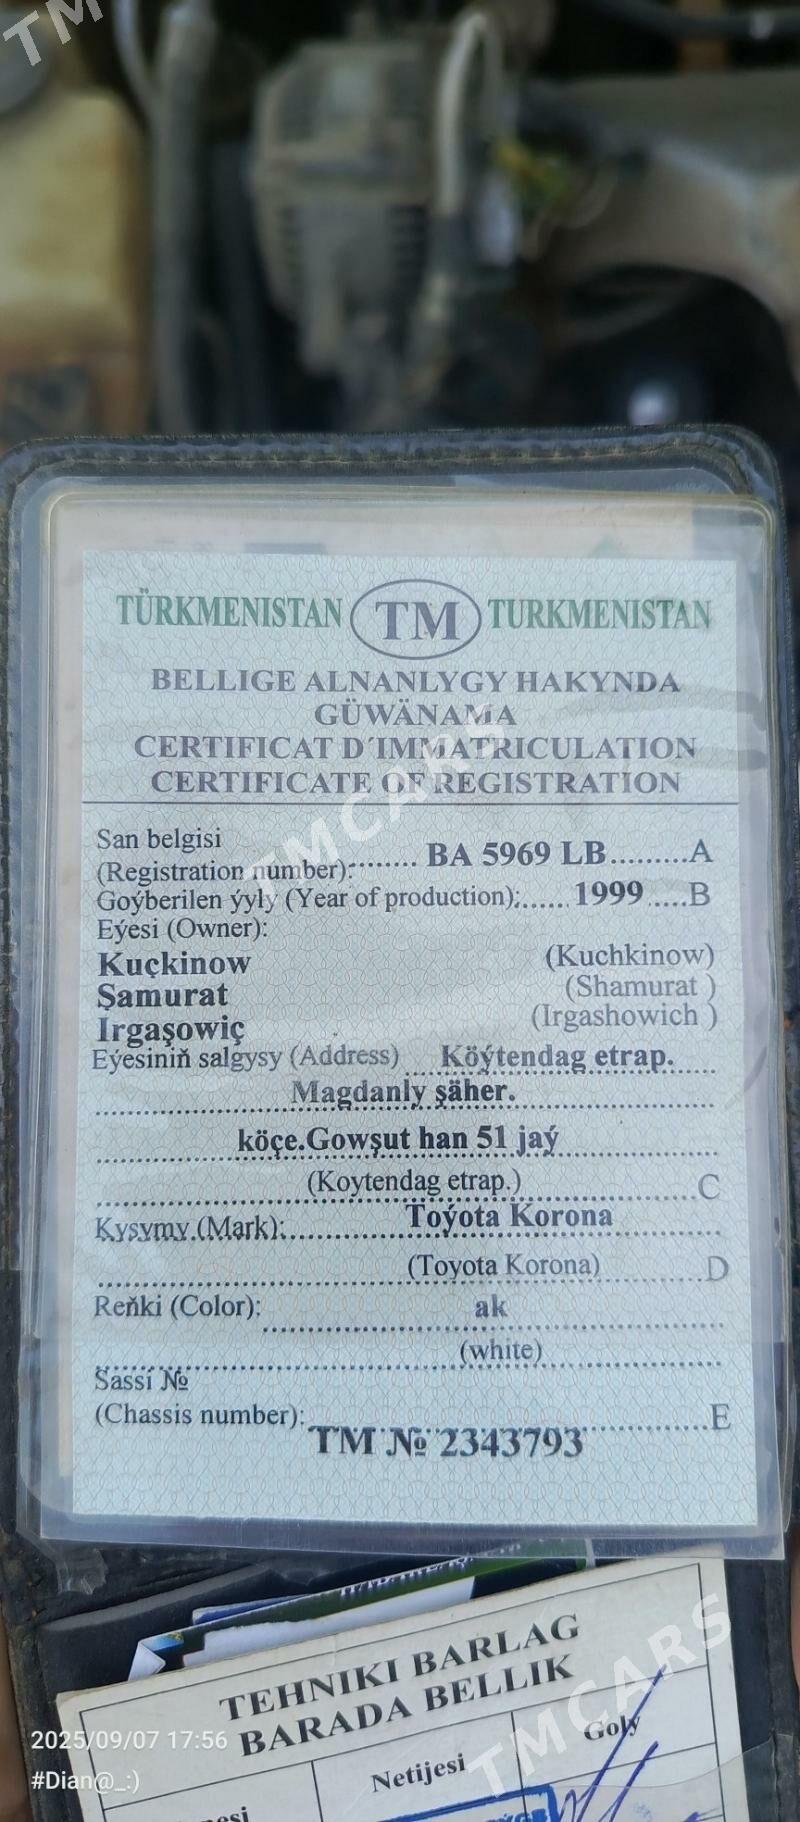 TM
TÜRKMENISTAN TM TURKMENISTAN
BELLIGE ALNANLYGY HAKYNDA
GÜWÄNAMA
CERTIFICAT D´IMMATRICULATION
CERTIFICATE OF REGISTRATION
TMCARS
San belgisi
(Registration number):........ BA 5969 LB.........A
Goýberilen ýyly (Year of production):...... 1999 .....B
Eýesi (Owner):
Kuçkinow (Kuchkinow)
Şamurat (Shamurat )
Irgaşowiç (Irgashowich )
Eýesiniň salgysy (Address) Köýtendag etrap.
Magdanly şäher.
köçe.Gowşut han 51 jaý
(Koytendag etrap.) C
Kysymy.(Mark): Toýota Korona
(Toyota Korona) D
Reňki (Color): ak
(white)
Şassi №
(Chassis number): E
TM № 2343793
TEHNIKI BARLAG
BARADA BELLIK
Netijesi
Goly
TMCARS
2025/09/07 17:56
#Dian@_:)